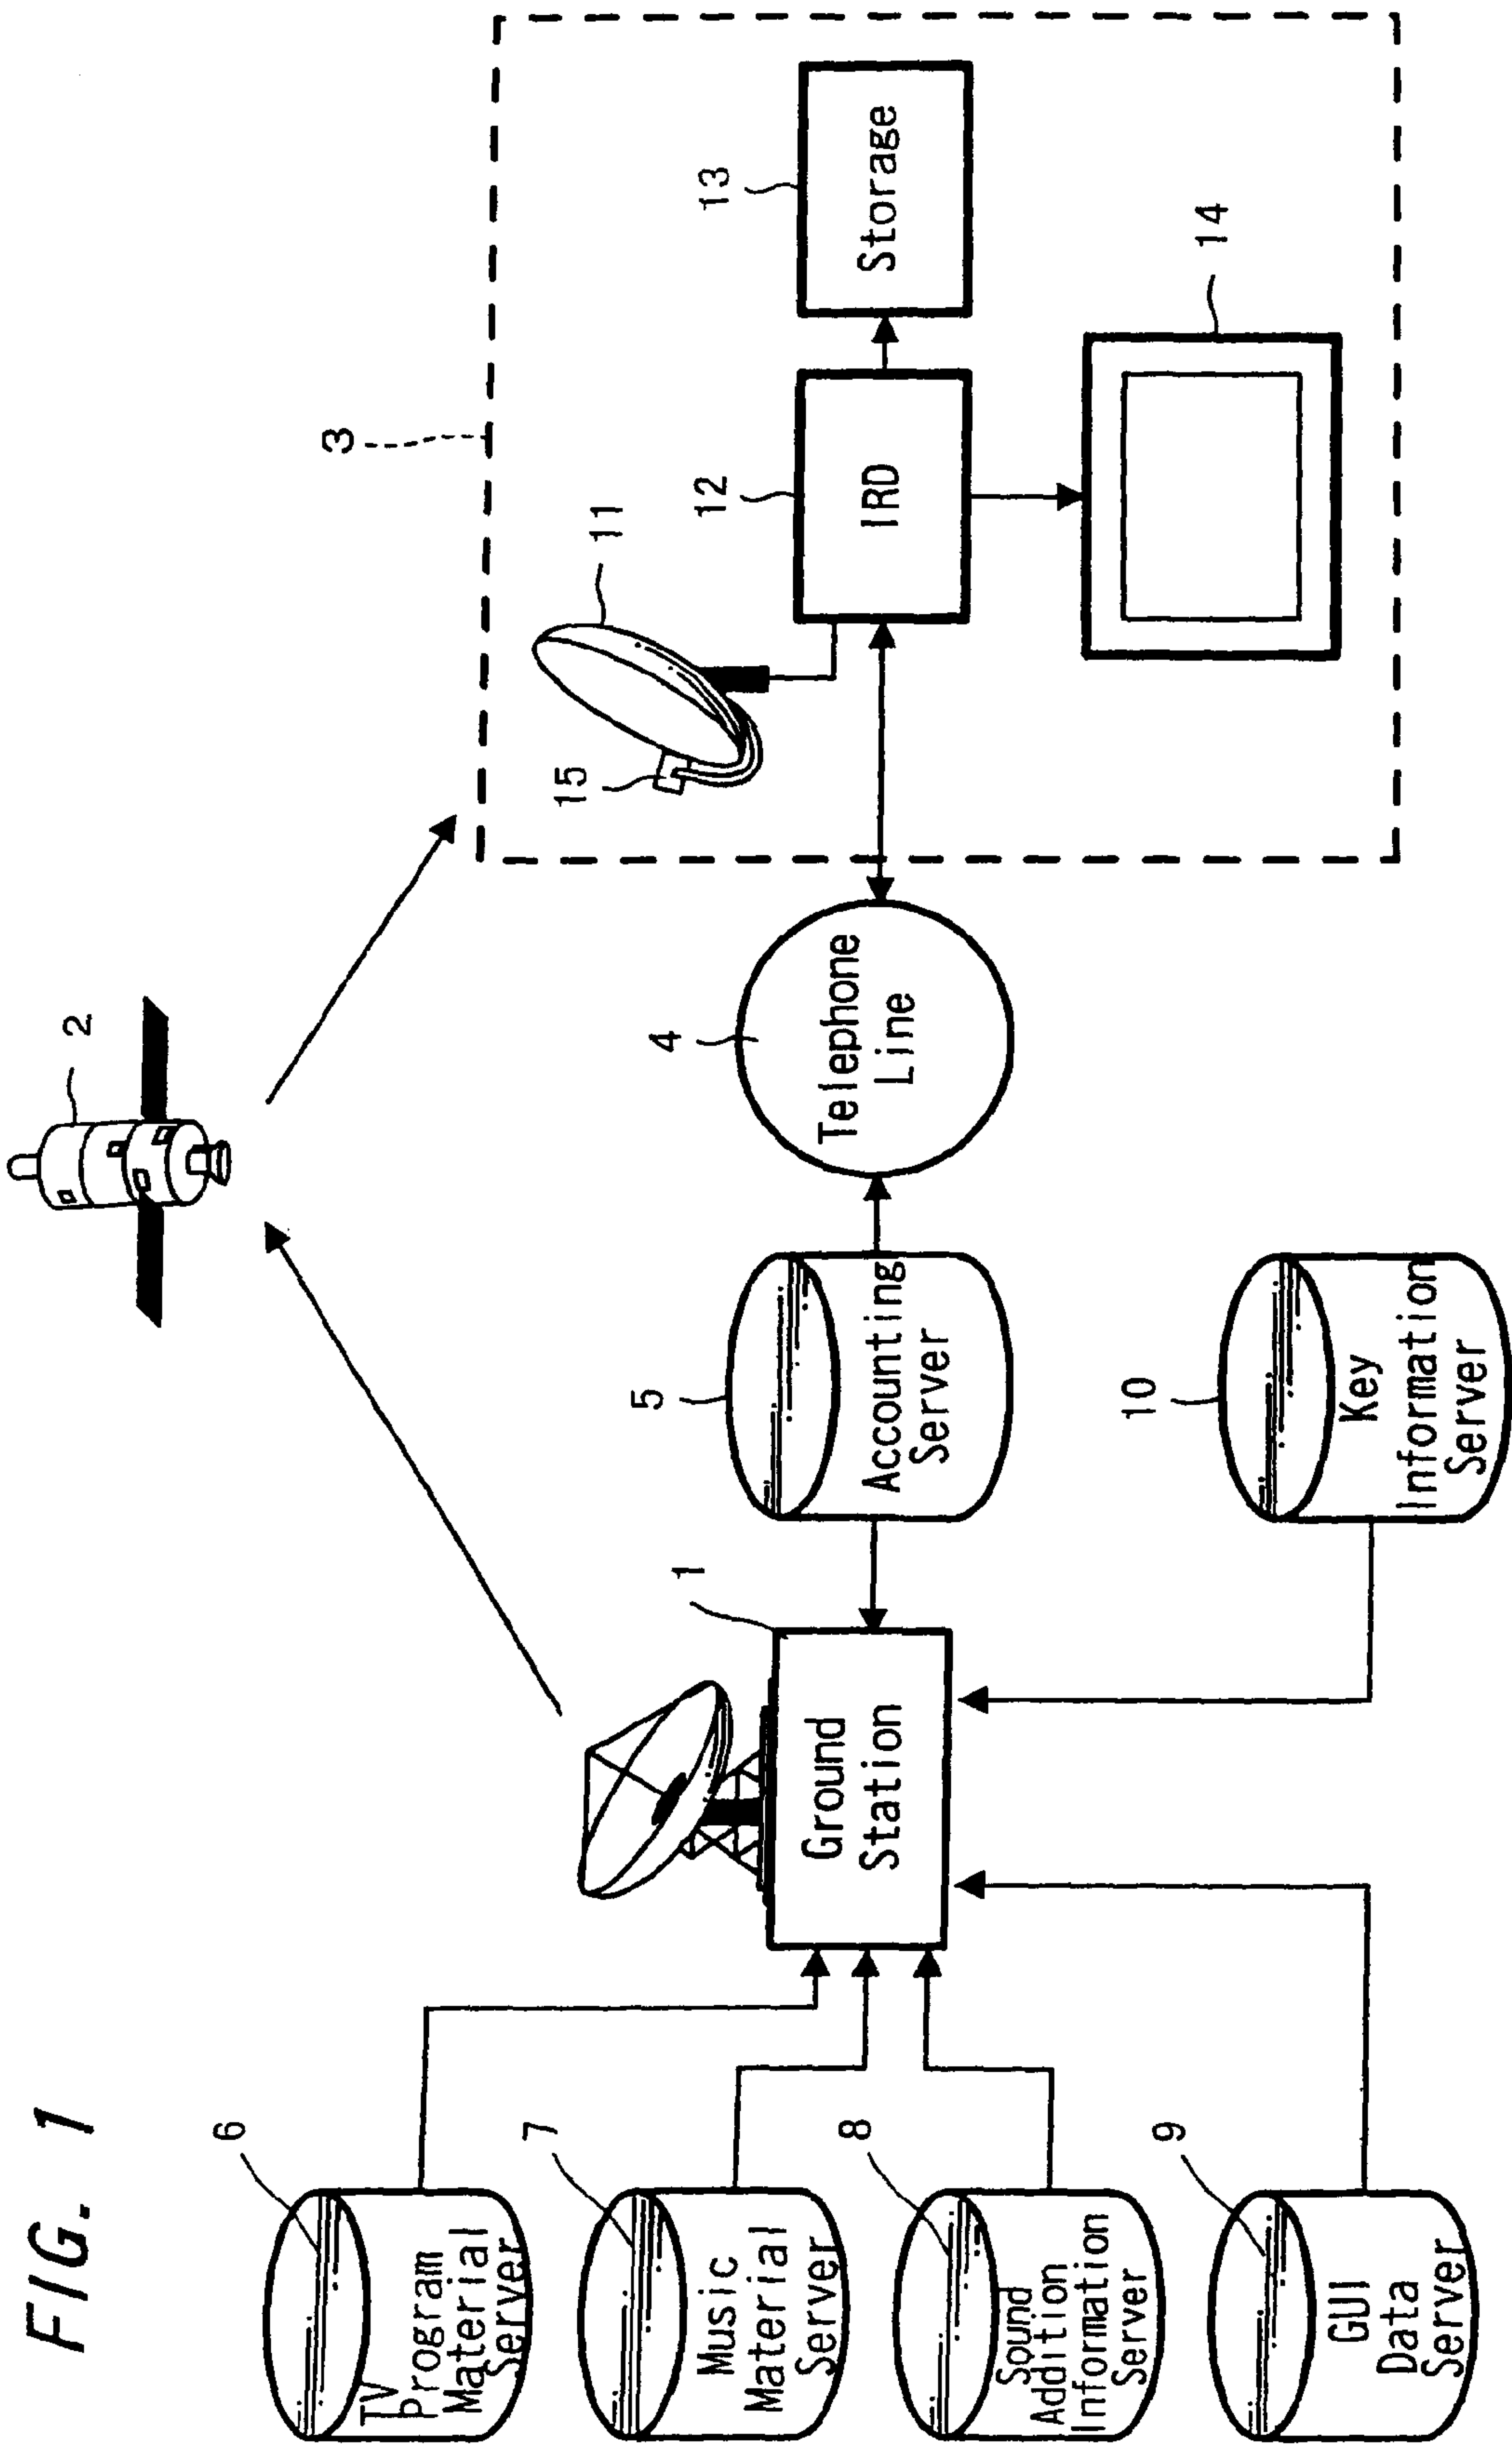 FIG. 1
2
3
11
15
12
IRD
13
Storage
14
4
Telephone
Line
5
Accounting
Server
1
Ground
Station
10
Key
Information
Server
6
TV
Program
Material
Server
7
Music
Material
Server
8
Sound
Addition
Information
Server
9
GUI
Data
Server